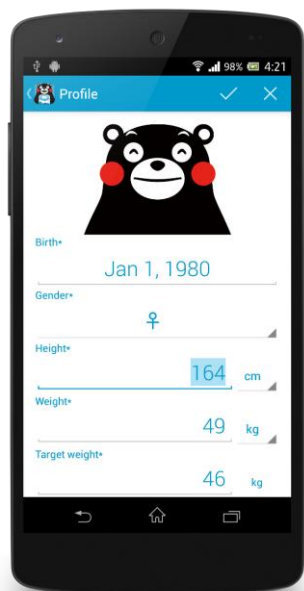 98% 4:21
Profile
Birth*
Jan 1, 1980
Gender*
Height*
164 cm
Weight*
49 kg
Target weight*
46 kg